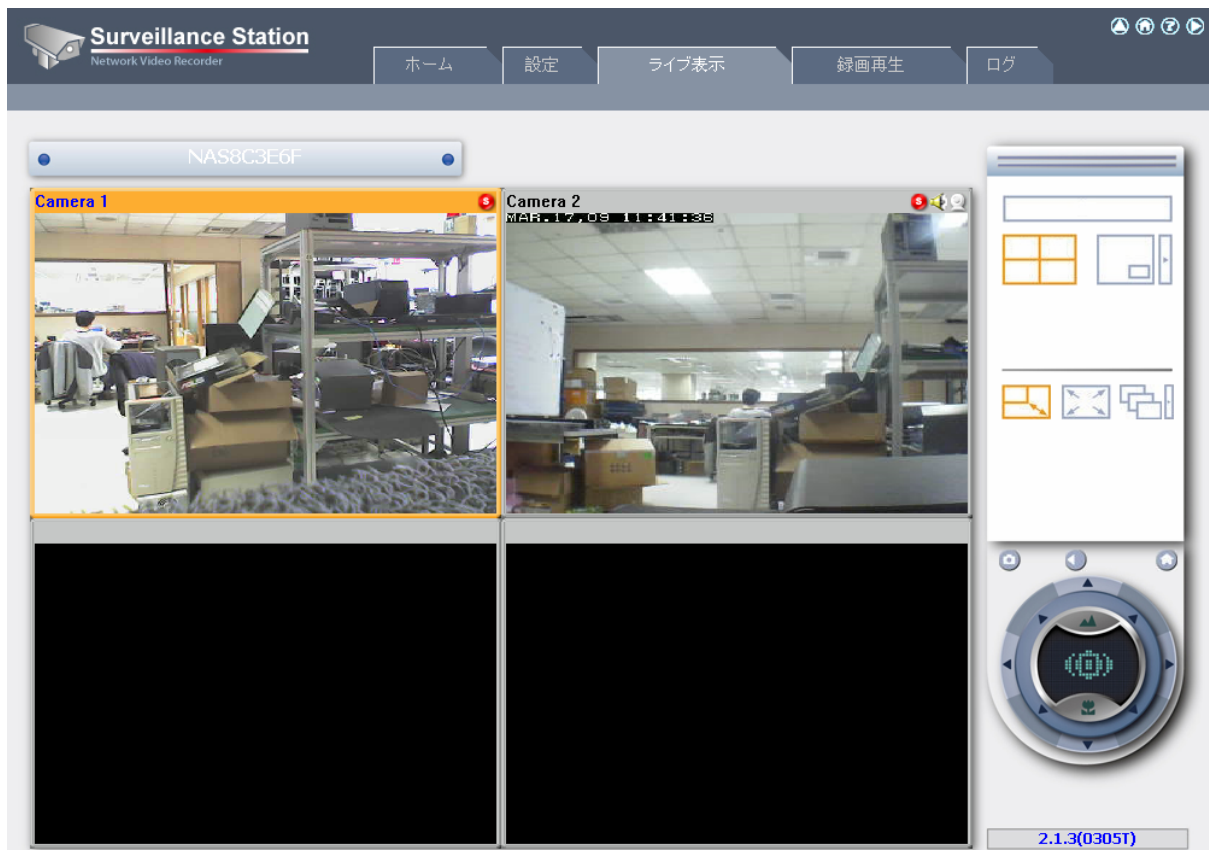 Surveillance Station
Network Video Recorder
ホーム
設定
ライブ表示
録画再生
ログ
NAS8C3E6F
Camera 1
Camera 2
MAR.17,09 11:41:36
2.1.3(0305T)